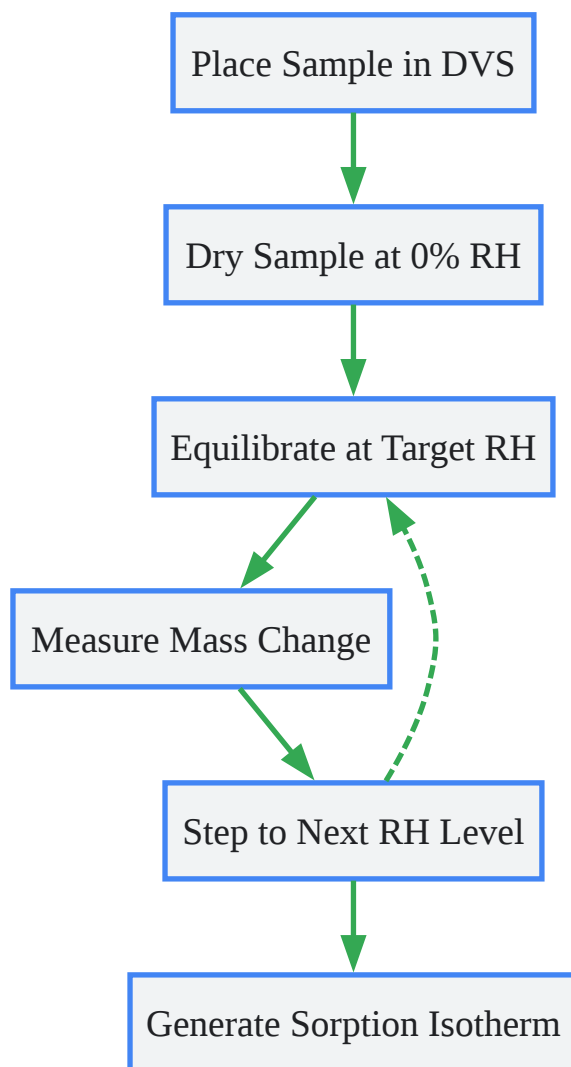 Place Sample in DVS
Dry Sample at 0% RH
Equilibrate at Target RH
Measure Mass Change
Step to Next RH Level
Generate Sorption Isotherm